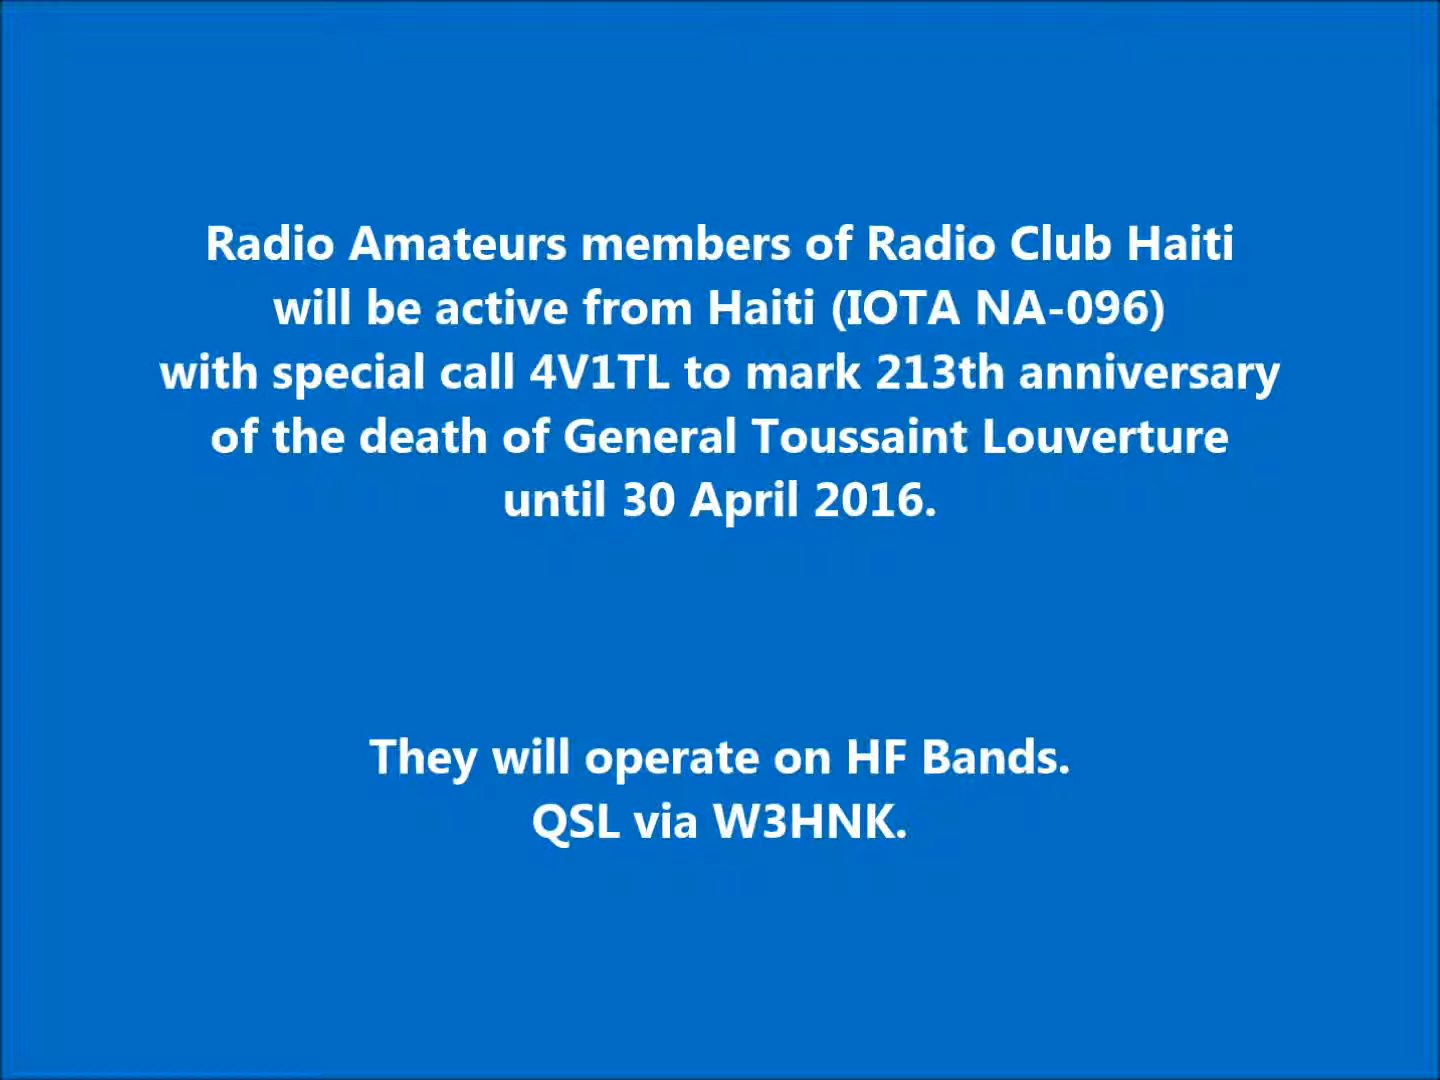 Radio Amateurs members of Radio Club Haiti
will be active from Haiti (IOTA NA-096)
with special call 4V1TL to mark 213th anniversary
of the death of General Toussaint Louverture
until 30 April 2016.
They will operate on HF Bands.
QSL via W3HNK.